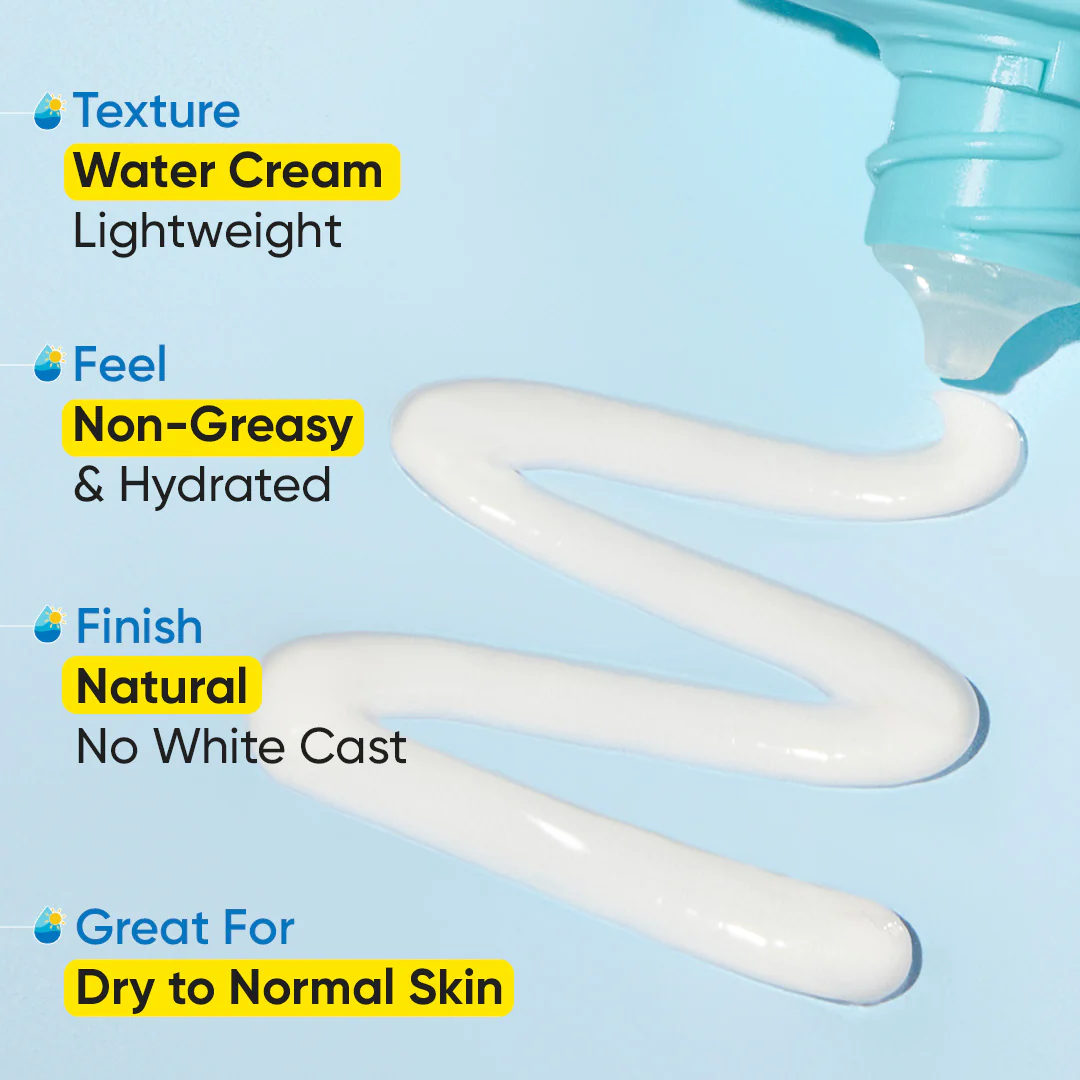 Texture
Water Cream
Lightweight
Feel
Non-Greasy
& Hydrated
Finish
Natural
No White Cast
Great For
Dry to Normal Skin